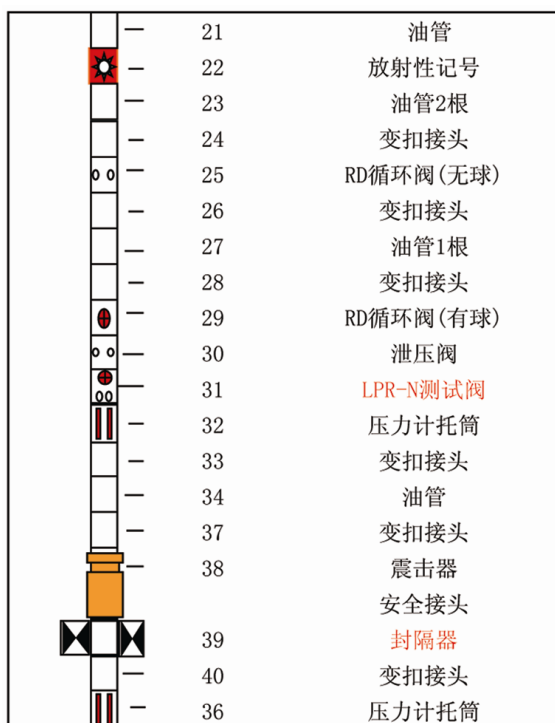 21 油管
22 放射性记号
23 油管2根
24 变扣接头
25 RD循环阀(无球)
26 变扣接头
27 油管1根
28 变扣接头
29 RD循环阀(有球)
30 泄压阀
31 LPR-N测试阀
32 压力计托筒
33 变扣接头
34 油管
37 变扣接头
38 震击器
安全接头
39 封隔器
40 变扣接头
36 压力计托筒